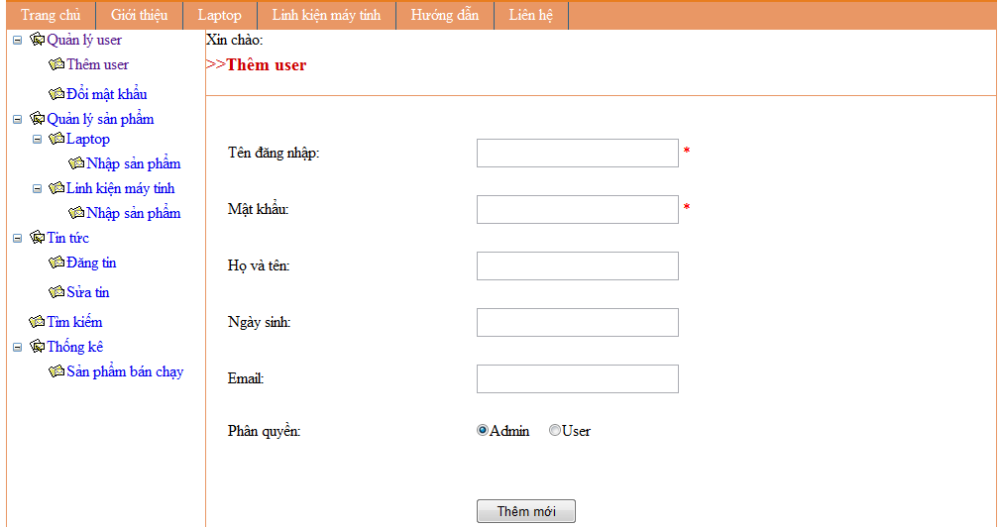 Trang chủ Giới thiệu Laptop Linh kiện máy tính Hướng dẫn Liên hệ
Quản lý user
Thêm user
Đổi mật khẩu
Quản lý sản phẩm
Laptop
Nhập sản phẩm
Linh kiện máy tính
Nhập sản phẩm
Tin tức
Đăng tin
Sửa tin
Tìm kiếm
Thống kê
Sản phẩm bán chạy
Xin chào:
>>Thêm user
Tên đăng nhập: *
Mật khẩu: *
Họ và tên:
Ngày sinh:
Email:
Phân quyền: Admin User
Thêm mới